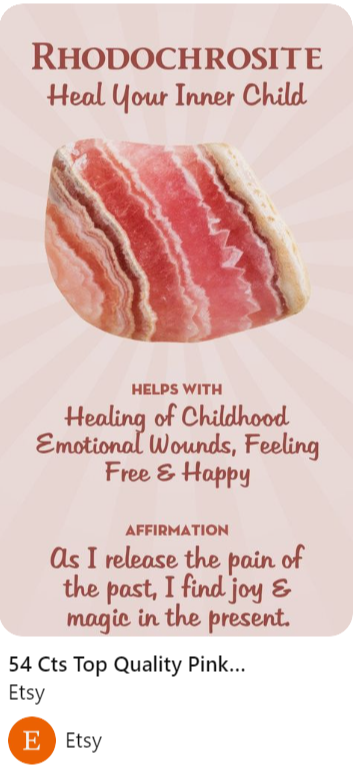 RHODOCHROSITE
Heal Your Inner Child
HELPS WITH
Healing of Childhood
Emotional Wounds, Feeling
Free & Happy
AFFIRMATION
As I release the pain of
the past, I find joy &
magic in the present.
54 Cts Top Quality Pink...
Etsy
E
Etsy